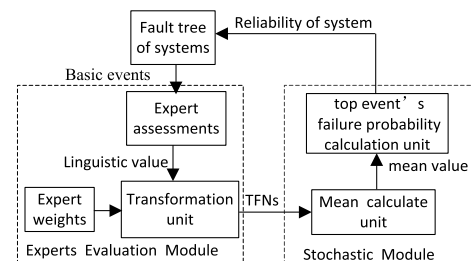 Fault tree
of systems
Reliability of system
Basic events
Expert
assessments
Linguistic value
Expert
weights
Transformation
unit
TFNs
Experts Evaluation Module
top event's
failure probability
calculation unit
mean value
Mean calculate
unit
Stochastic Module